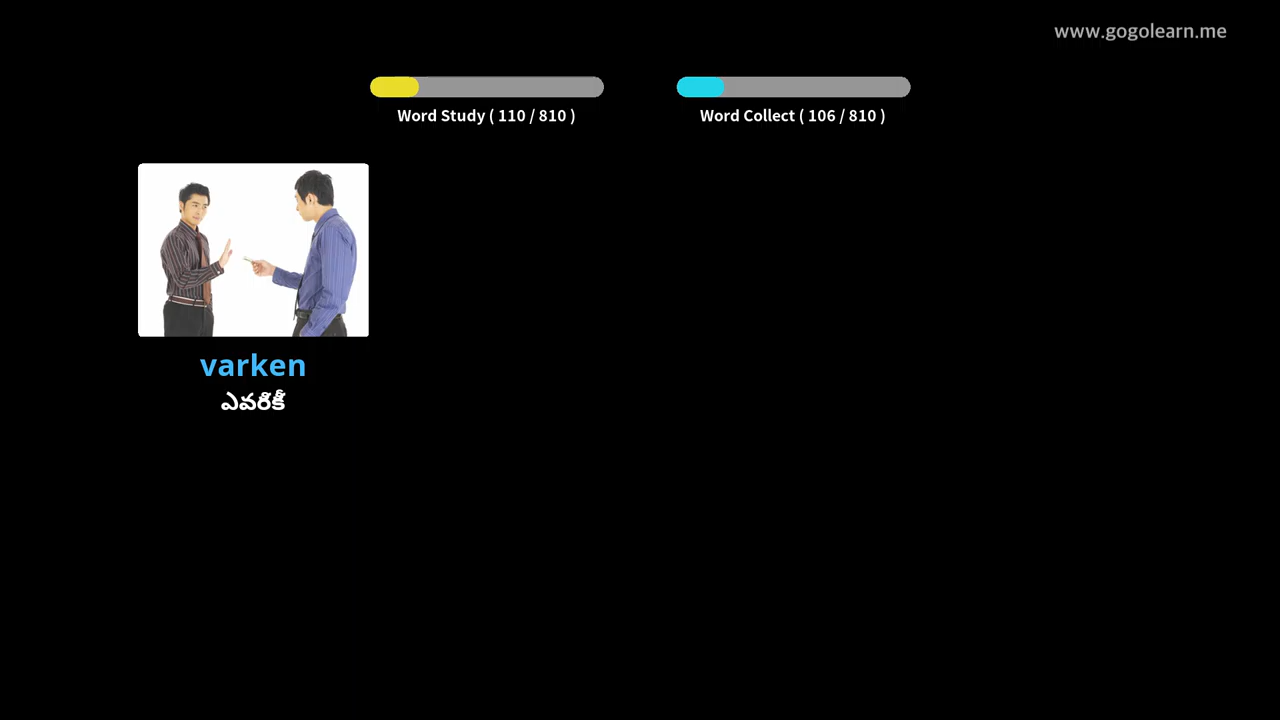 www.gogolearn.me
Word Study ( 110 / 810 )
Word Collect ( 106 / 810 )
varken
ఎవరికీ